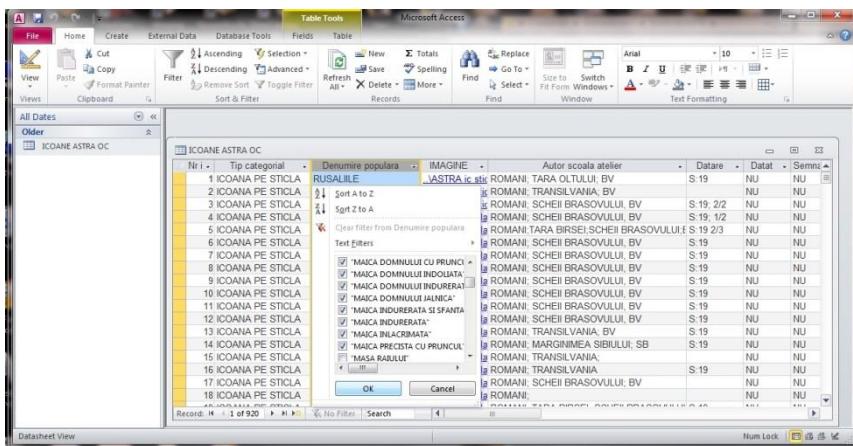 Table Tools Microsoft Access
File Home Create External Data Database Tools Fields Table
View
Views
Paste
Cut
Copy
Format Painter
Clipboard
Filter
Ascending
Descending
Remove Sort
Selection
Advanced
Toggle Filter
Sort & Filter
Refresh All
New
Save
Delete
Totals
Spelling
More
Records
Find
Replace
Go To
Select
Find
Size to Fit Form
Switch Windows
Window
Arial 10
B I U
A
Text Formatting
All Dates
Older
ICOANE ASTRA OC
ICOANE ASTRA OC
Nr i Tip categorial Denumire populara IMAGINE Autor scoala atelier Datare Datat Semna
1 ICOANA PE STICLA RUSALIILE ..\ASTRA ic stic ROMANI; TARA OLTULUI; BV S:19 NU NU
2 ICOANA PE STICLA ROMANI; TRANSILVANIA; BV NU NU
3 ICOANA PE STICLA ROMANI; SCHEII BRASOVULUI, BV S:19; 2/2 NU NU
4 ICOANA PE STICLA ROMANI; SCHEII BRASOVULUI, BV S:19; 1/2 NU NU
5 ICOANA PE STICLA ROMANI;TARA BIRSEI;SCHEII BRASOVULUI;E S:19 2/3 NU NU
6 ICOANA PE STICLA ROMANI; SCHEII BRASOVULUI, BV S:19 NU NU
7 ICOANA PE STICLA ROMANI; SCHEII BRASOVULUI, BV S:19 NU NU
8 ICOANA PE STICLA ROMANI; SCHEII BRASOVULUI, BV S:19 NU NU
9 ICOANA PE STICLA ROMANI; SCHEII BRASOVULUI, BV S:19 NU NU
10 ICOANA PE STICLA ROMANI; SCHEII BRASOVULUI, BV S:19 NU NU
11 ICOANA PE STICLA ROMANI; SCHEII BRASOVULUI, BV S:19 NU NU
12 ICOANA PE STICLA ROMANI; SCHEII BRASOVULUI, BV S:19 NU NU
13 ICOANA PE STICLA ROMANI; TRANSILVANIA; BV S:19 NU NU
14 ICOANA PE STICLA ROMANI; MARGINIMEA SIBIULUI; SB S:19 NU NU
15 ICOANA PE STICLA ROMANI; TRANSILVANIA; NU NU
16 ICOANA PE STICLA ROMANI; TRANSILVANIA S:19 NU NU
17 ICOANA PE STICLA ROMANI; SCHEII BRASOVULUI; BV NU NU
18 ICOANA PE STICLA ROMANI; NU NU
Sort A to Z
Sort Z to A
Clear filter from Denumire populara
Text Filters
"MAICA DOMNULUI CU PRUNCU
"MAICA DOMNULUI INDOLIATA"
"MAICA DOMNULUI INDURERAT
"MAICA DOMNULUI JALNICA"
"MAICA INDURERATA SI SFANTA
"MAICA INDURERATA"
"MAICA INLACRIMATA"
"MAICA PRECISTA CU PRUNCUL"
"MASA RAIULUI"
OK Cancel
Record: 1 of 920 No Filter Search
Datasheet View Num Lock